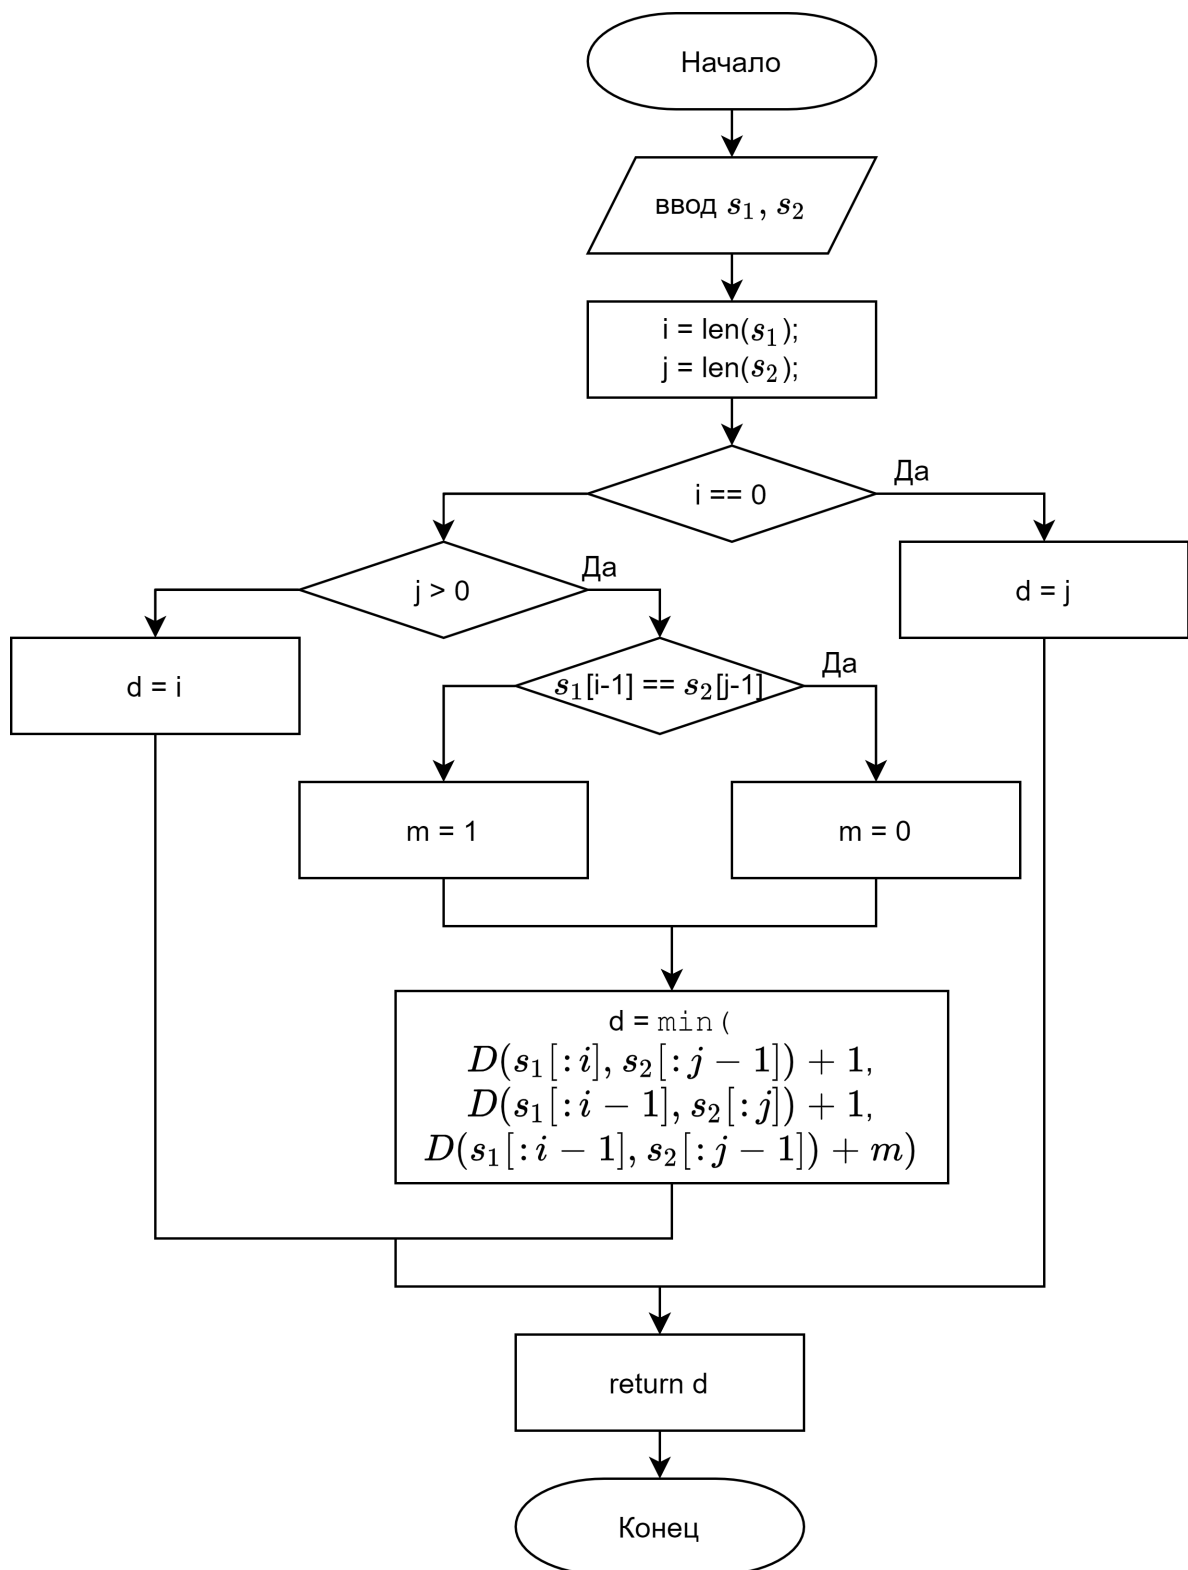 Начало
ввод s₁, s₂
i = len(s₁);
j = len(s₂);
Да
i == 0
Да
j > 0
d = j
Да
d = i
s₁[i-1] == s₂[j-1]
m = 1
m = 0
d = min(
D(s₁[:i], s₂[:j − 1]) + 1,
D(s₁[:i − 1], s₂[:j]) + 1,
D(s₁[:i − 1], s₂[:j − 1]) + m)
return d
Конец